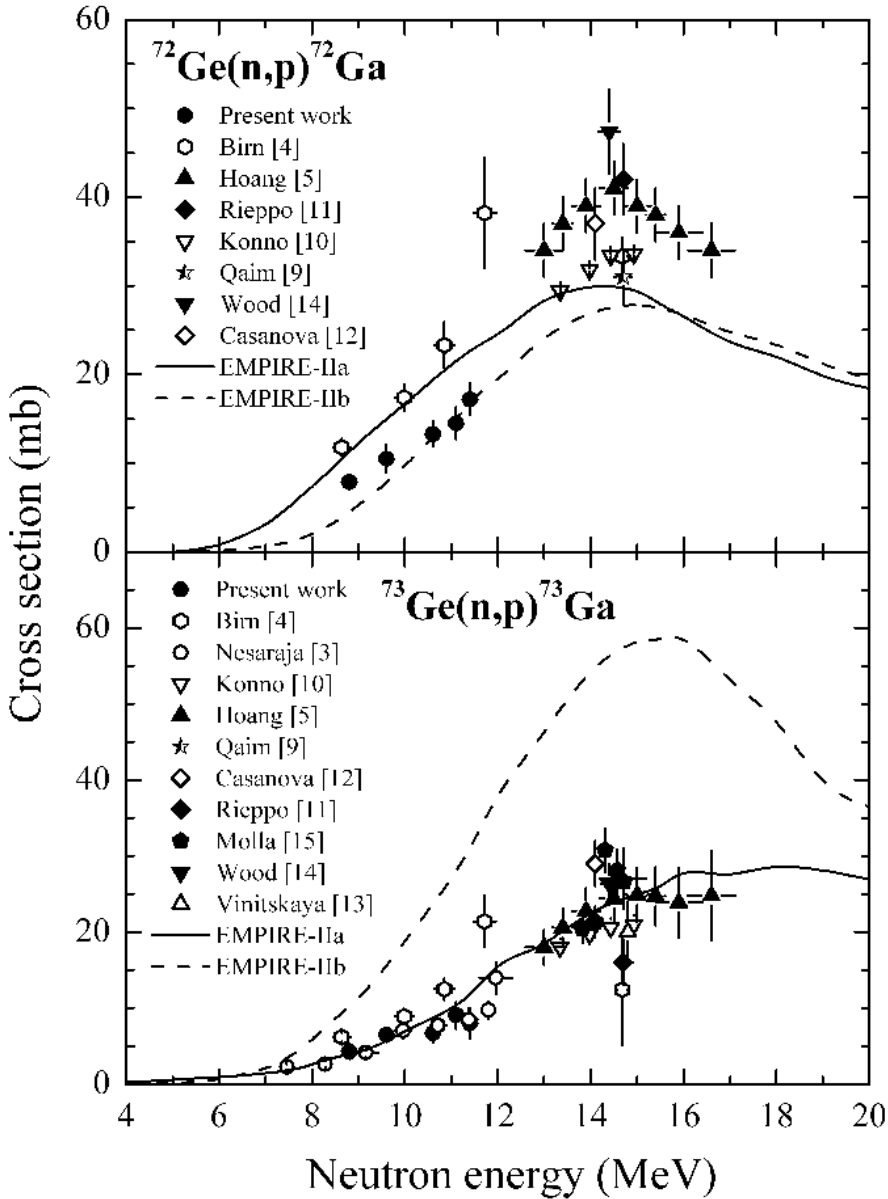 60
⁷²Ge(n,p)⁷²Ga
Present work
Birn [4]
Hoang [5]
Rieppo [11]
Konno [10]
Qaim [9]
Wood [14]
Casanova [12]
EMPIRE-IIa
EMPIRE-IIb
40
20
0
Cross section (mb)
⁷³Ge(n,p)⁷³Ga
Present work
Birn [4]
Nesaraja [3]
Konno [10]
Hoang [5]
Qaim [9]
Casanova [12]
Rieppo [11]
Molla [15]
Wood [14]
Vinitskaya [13]
EMPIRE-IIa
EMPIRE-IIb
60
40
20
0
4 6 8 10 12 14 16 18 20
Neutron energy (MeV)